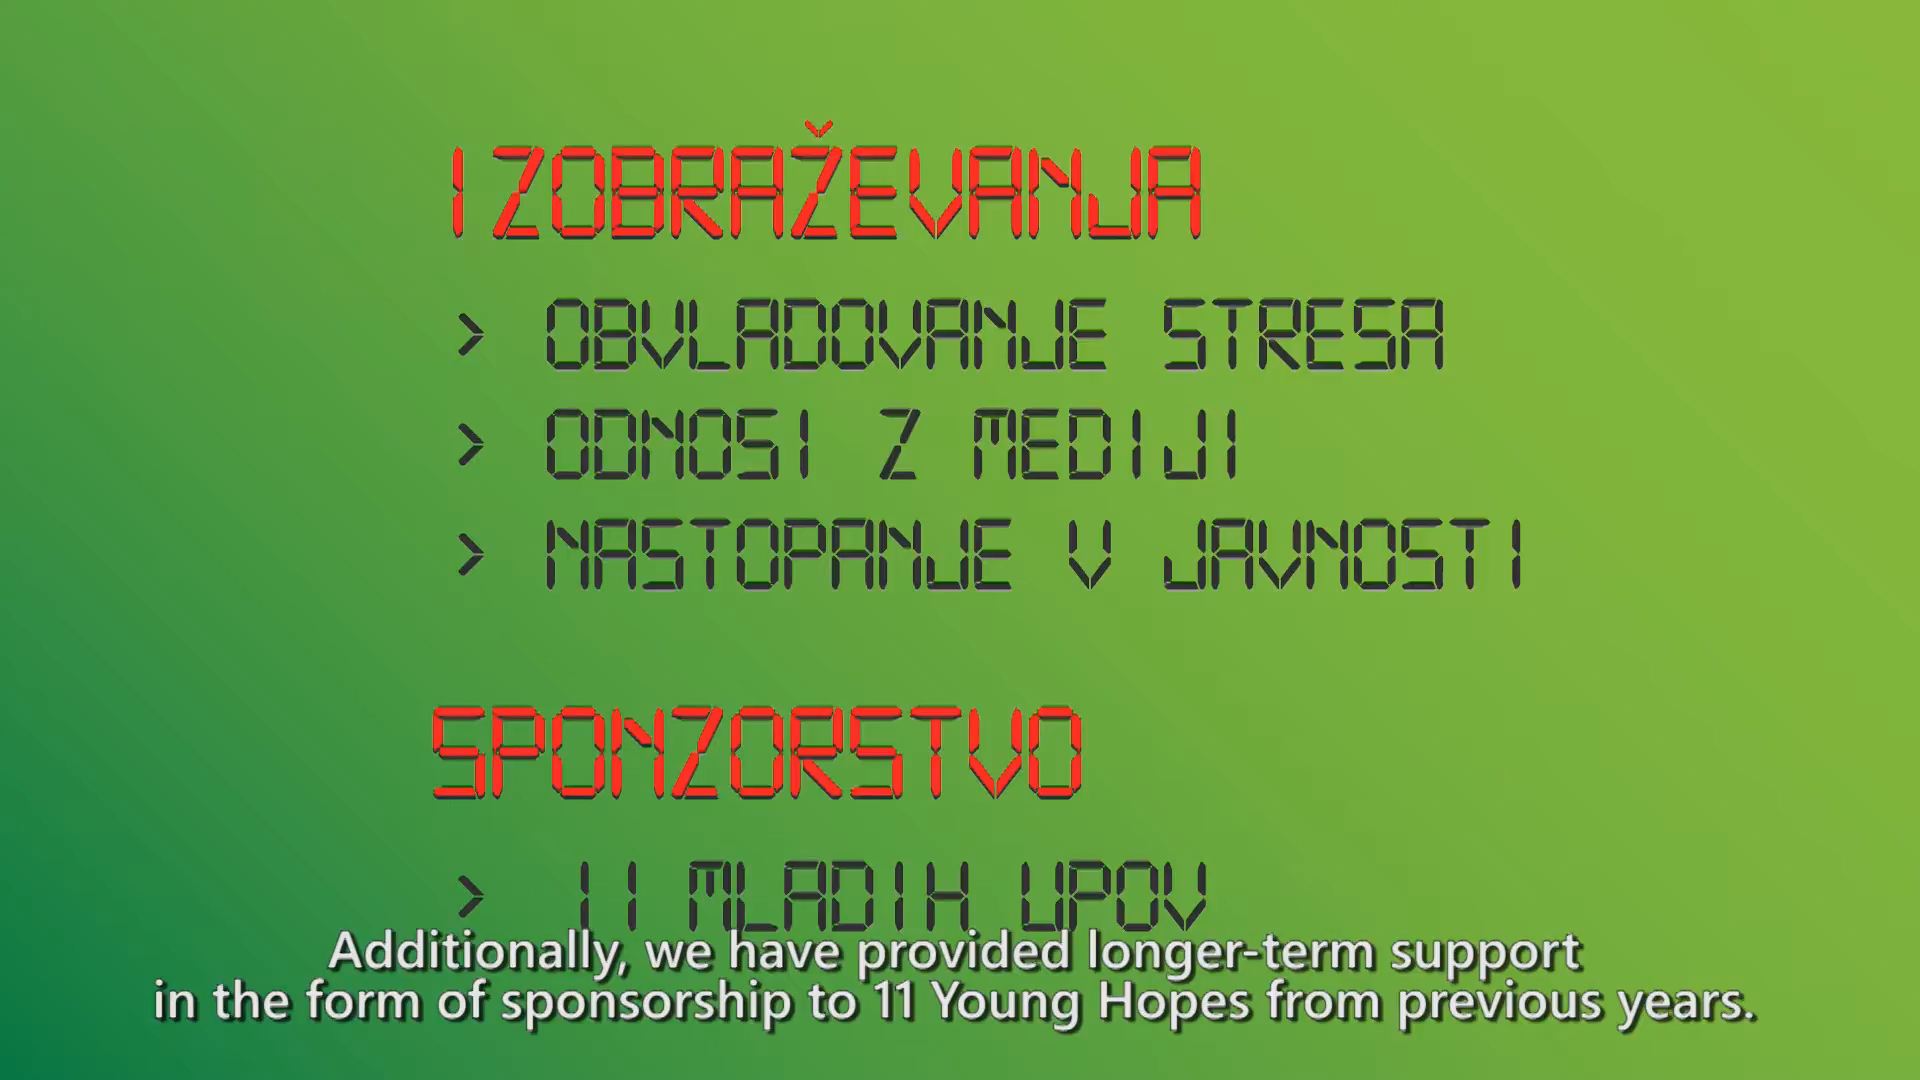 IZOBRAŽEVANJA
> OBVLADOVANJE STRESA
> ODNOSI Z MEDIJI
> NASTOPANJE V JAVNOSTI
SPONZORSTVO
> 11 MLADIH UPOV
Additionally, we have provided longer-term support
in the form of sponsorship to 11 Young Hopes from previous years.